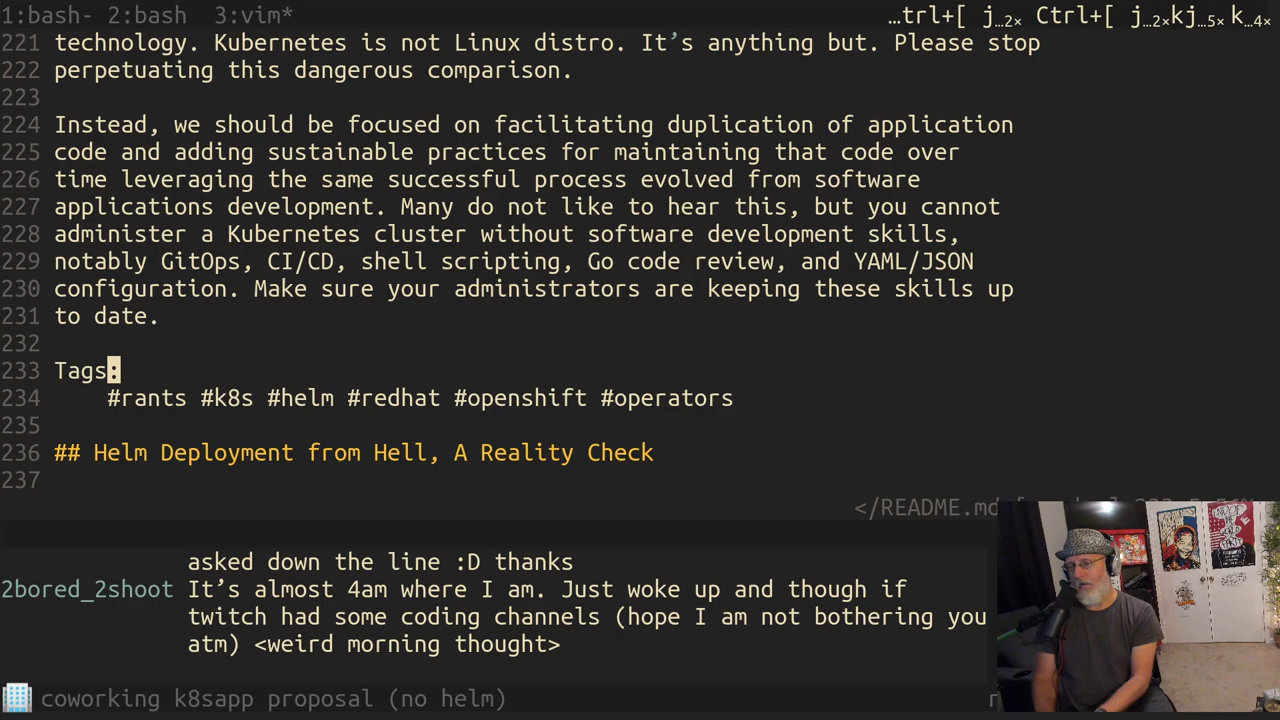 1:bash- 2:bash  3:vim*
…trl+[ j…2× Ctrl+[ j…2×kj…5× k…4×
221 technology. Kubernetes is not Linux distro. It’s anything but. Please stop
222 perpetuating this dangerous comparison.
223
224 Instead, we should be focused on facilitating duplication of application
225 code and adding sustainable practices for maintaining that code over
226 time leveraging the same successful process evolved from software
227 applications development. Many do not like to hear this, but you cannot
228 administer a Kubernetes cluster without software development skills,
229 notably GitOps, CI/CD, shell scripting, Go code review, and YAML/JSON
230 configuration. Make sure your administrators are keeping these skills up
231 to date.
232
233 Tags:
234     #rants #k8s #helm #redhat #openshift #operators
235
236 ## Helm Deployment from Hell, A Reality Check
237
</README.md
asked down the line :D thanks
2bored_2shoot It’s almost 4am where I am. Just woke up and though if
twitch had some coding channels (hope I am not bothering you
atm) <weird morning thought>
coworking k8sapp proposal (no helm)